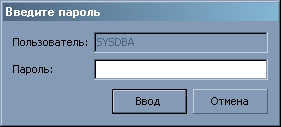 Введите пароль
Пользователь: SYSDBA
Пароль:
Ввод Отмена